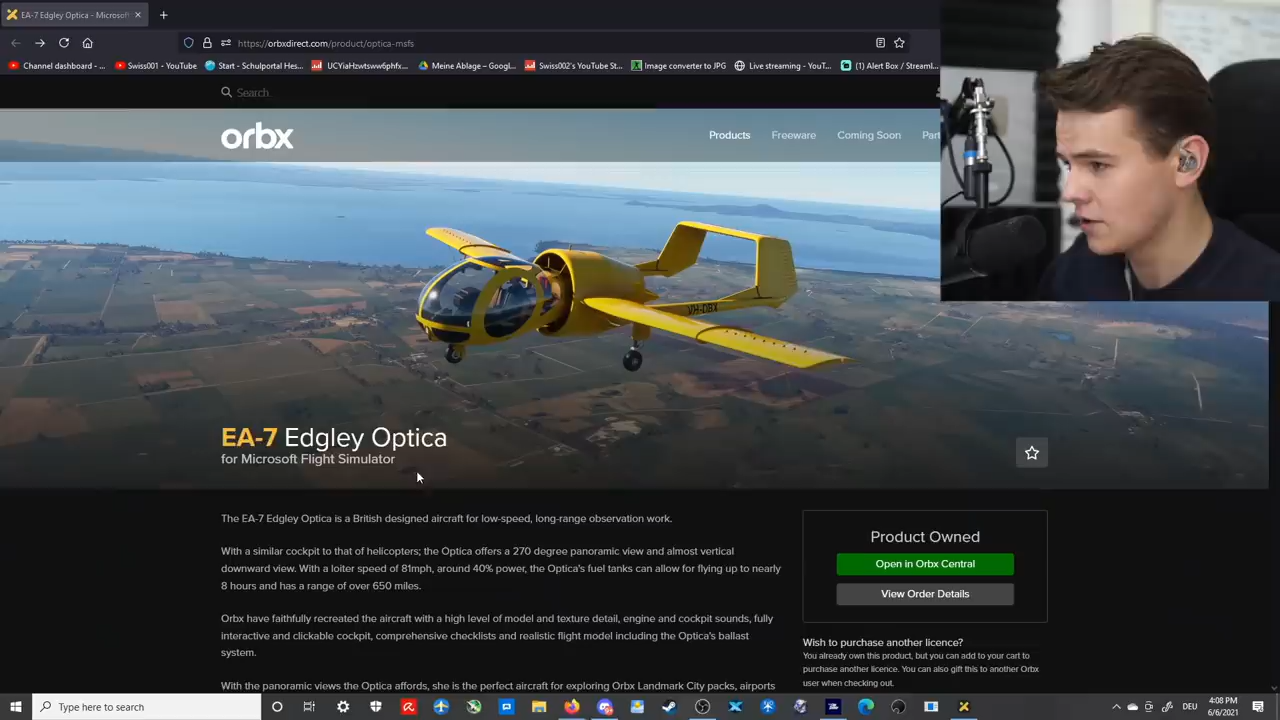 EA-7 Edgley Optica - Microsof
https://orbxdirect.com/product/optica-msfs
Channel dashboard - ...
Swiss001 - YouTube
Start - Schulportal Hes...
UCYiaHzwtsww6phfx...
Meine Ablage - Goog...
Swiss002's YouTube St...
Image converter to JPG
Live streaming - YouT...
(1) Alert Box / Streaml...
Search
orbx
Products
Freeware
Coming Soon
VH-OBX
EA-7 Edgley Optica
for Microsoft Flight Simulator
The EA-7 Edgley Optica is a British designed aircraft for low-speed, long-range observation work.
With a similar cockpit to that of helicopters; the Optica offers a 270 degree panoramic view and almost vertical
downward view. With a loiter speed of 81mph, around 40% power, the Optica's fuel tanks can allow for flying up to nearly
8 hours and has a range of over 650 miles.
Orbx have faithfully recreated the aircraft with a high level of model and texture detail, engine and cockpit sounds, fully
interactive and clickable cockpit, comprehensive checklists and realistic flight model including the Optica's ballast
system.
With the panoramic views the Optica affords, she is the perfect aircraft for exploring Orbx Landmark City packs, airports
Product Owned
Open in Orbx Central
View Order Details
Wish to purchase another licence?
You already own this product, but you can add to your cart to
purchase another licence. You can also gift this to another Orbx
user when checking out.
Type here to search
DEU
4:08 PM
6/6/2021